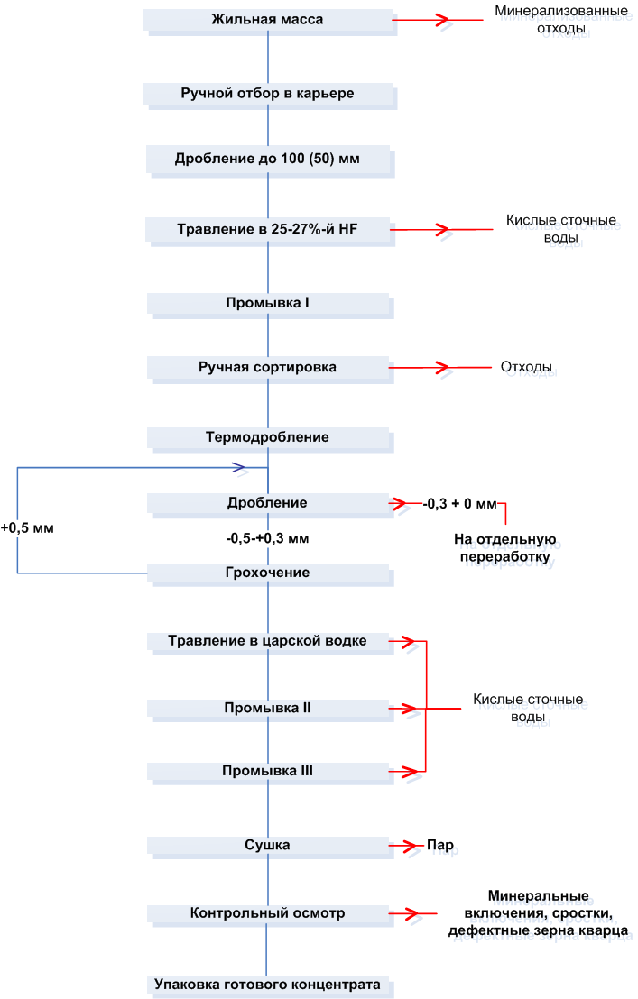 Жильная масса
Минерализованные
отходы
Ручной отбор в карьере
Дробление до 100 (50) мм
Травление в 25-27%-й HF
Кислые сточные
воды
Промывка I
Ручная сортировка
Отходы
Термодробление
Дробление
-0,3 + 0 мм
+0,5 мм
-0,5-+0,3 мм
На отдельную
переработку
Грохочение
Травление в царской водке
Промывка II
Кислые сточные
воды
Промывка III
Сушка
Пар
Контрольный осмотр
Минеральные
включения, сростки,
дефектные зерна кварца
Упаковка готового концентрата